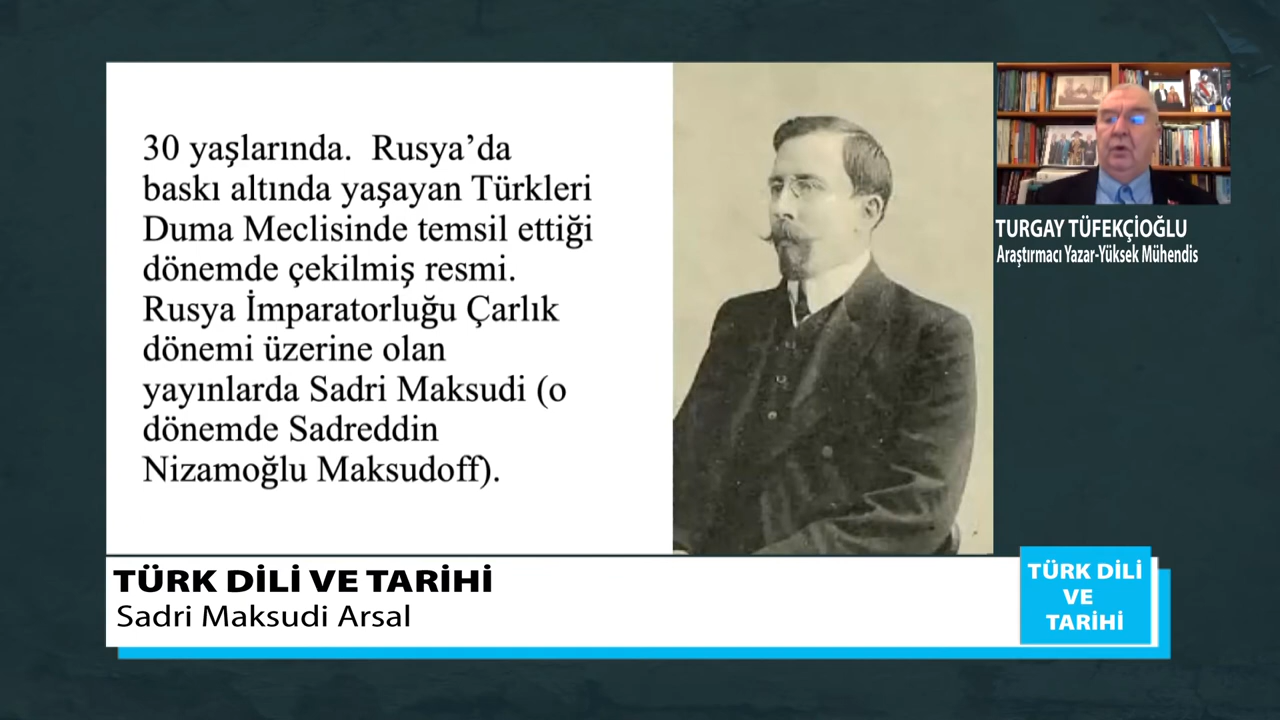 30 yaşlarında. Rusya’da
baskı altında yaşayan Türkleri
Duma Meclisinde temsil ettiği
dönemde çekilmiş resmi.
Rusya İmparatorluğu Çarlık
dönemi üzerine olan
yayınlarda Sadri Maksudi (o
dönemde Sadreddin
Nizamoğlu Maksudoff).
TURGAY TÜFEKÇİOĞLU
Araştırmacı Yazar-Yüksek Mühendis
TÜRK DİLİ VE TARİHİ
Sadri Maksudi Arsal
TÜRK DİLİ
VE
TARİHİ